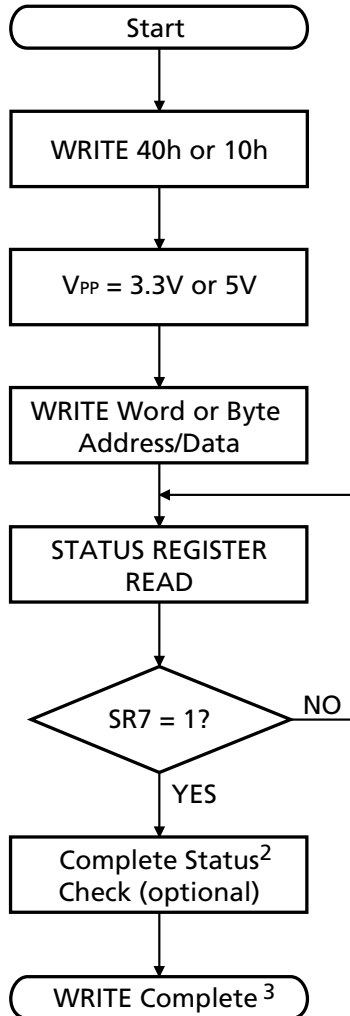 Start
WRITE 40h or 10h
VPP = 3.3V or 5V
WRITE Word or Byte
Address/Data
STATUS REGISTER
READ
SR7 = 1?
NO
YES
Complete Status2
Check (optional)
WRITE Complete 3